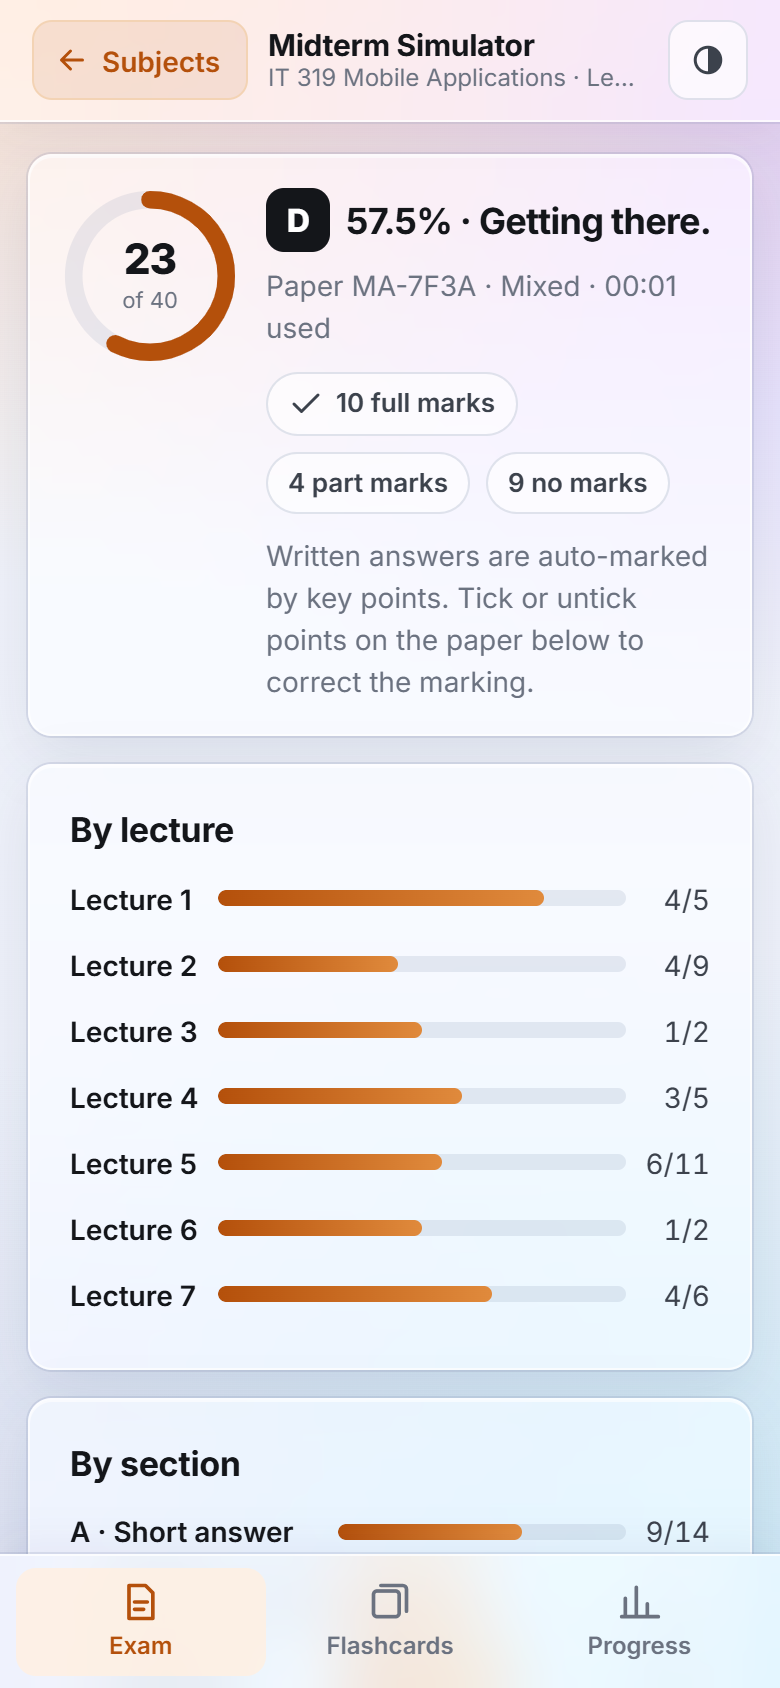 Subjects
Midterm Simulator
IT 319 Mobile Applications · Le...
23
of 40
D
57.5% · Getting there.
Paper MA-7F3A · Mixed · 00:01
used
10 full marks
4 part marks
9 no marks
Written answers are auto-marked
by key points. Tick or untick
points on the paper below to
correct the marking.
By lecture
Lecture 1 4/5
Lecture 2 4/9
Lecture 3 1/2
Lecture 4 3/5
Lecture 5 6/11
Lecture 6 1/2
Lecture 7 4/6
By section
A · Short answer 9/14
Exam
Flashcards
Progress